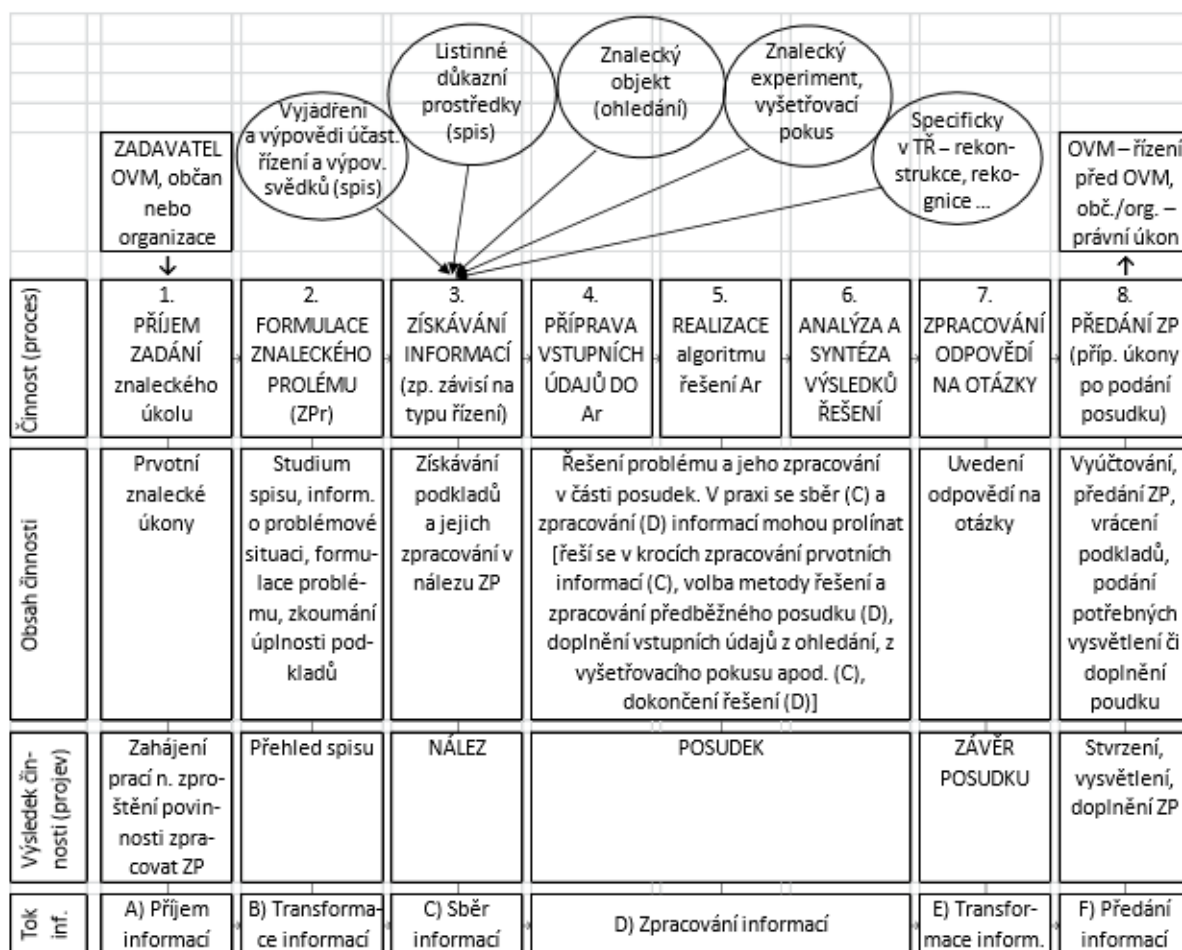 Vyjádření
a výpovědi účast.
řízení a výpov.
svědků (spis)
Listinné
důkazní
prostředky
(spis)
Znalecký
objekt
(ohledání)
Znalecký
experiment,
vyšetřovací
pokus
Specificky
v TŘ – rekon-
strukce, rekog-
nice ...
ZADAVATEL
OVM, občan
nebo
organizace
OVM – řízení
před OVM,
obč./org. –
právní úkon
Činnost (proces)
1.
PŘÍJEM
ZADÁNÍ
znaleckého
úkolu
2.
FORMULACE
ZNALECKÉHO
PROLÉMU
(ZPr)
3.
ZÍSKÁVÁNÍ
INFORMACÍ
(zp. závisí na
typu řízení)
4.
PŘÍPRAVA
VSTUPNÍCH
ÚDAJŮ DO
Ar
5.
REALIZACE
algoritmu
řešení Ar
6.
ANALÝZA A
SYNTÉZA
VÝSLEDKŮ
ŘEŠENÍ
7.
ZPRACOVÁNÍ
ODPOVĚDÍ
NA OTÁZKY
8.
PŘEDÁNÍ ZP
(příp. úkony
po podání
posudku)
Obsah činnosti
Prvotní
znalecké
úkony
Studium
spisu, inform.
o problémové
situaci, formu-
lace problé-
mu, zkoumání
úplnosti pod-
kladů
Získávání
podkladů
a jejich
zpracování v
nálezu ZP
Řešení problému a jeho zpracování
v části posudek. V praxi se sběr (C) a
zpracování (D) informací mohou prolínat
[řeší se v krocích zpracování prvotních
informací (C), volba metody řešení a
zpracování předběžného posudku (D),
doplnění vstupních údajů z ohledání, z
vyšetřovacího pokusu apod. (C),
dokončení řešení (D)]
Uvedení
odpovědí na
otázky
Vyúčtování,
předání ZP,
vrácení
podkladů,
podání
potřebných
vysvětlení či
doplnění
poudku
Výsledek čin-
nosti (projev)
Zahájení
prací n. zpro-
štění povin-
nosti zpra-
covat ZP
Přehled spisu
NÁLEZ
POSUDEK
ZÁVĚR
POSUDKU
Stvrzení,
vysvětlení,
doplnění ZP
Tok
inf.
A) Příjem
informací
B) Transforma-
ce informací
C) Sběr
informací
D) Zpracování informací
E) Transfor-
mace inform.
F) Předání
informací